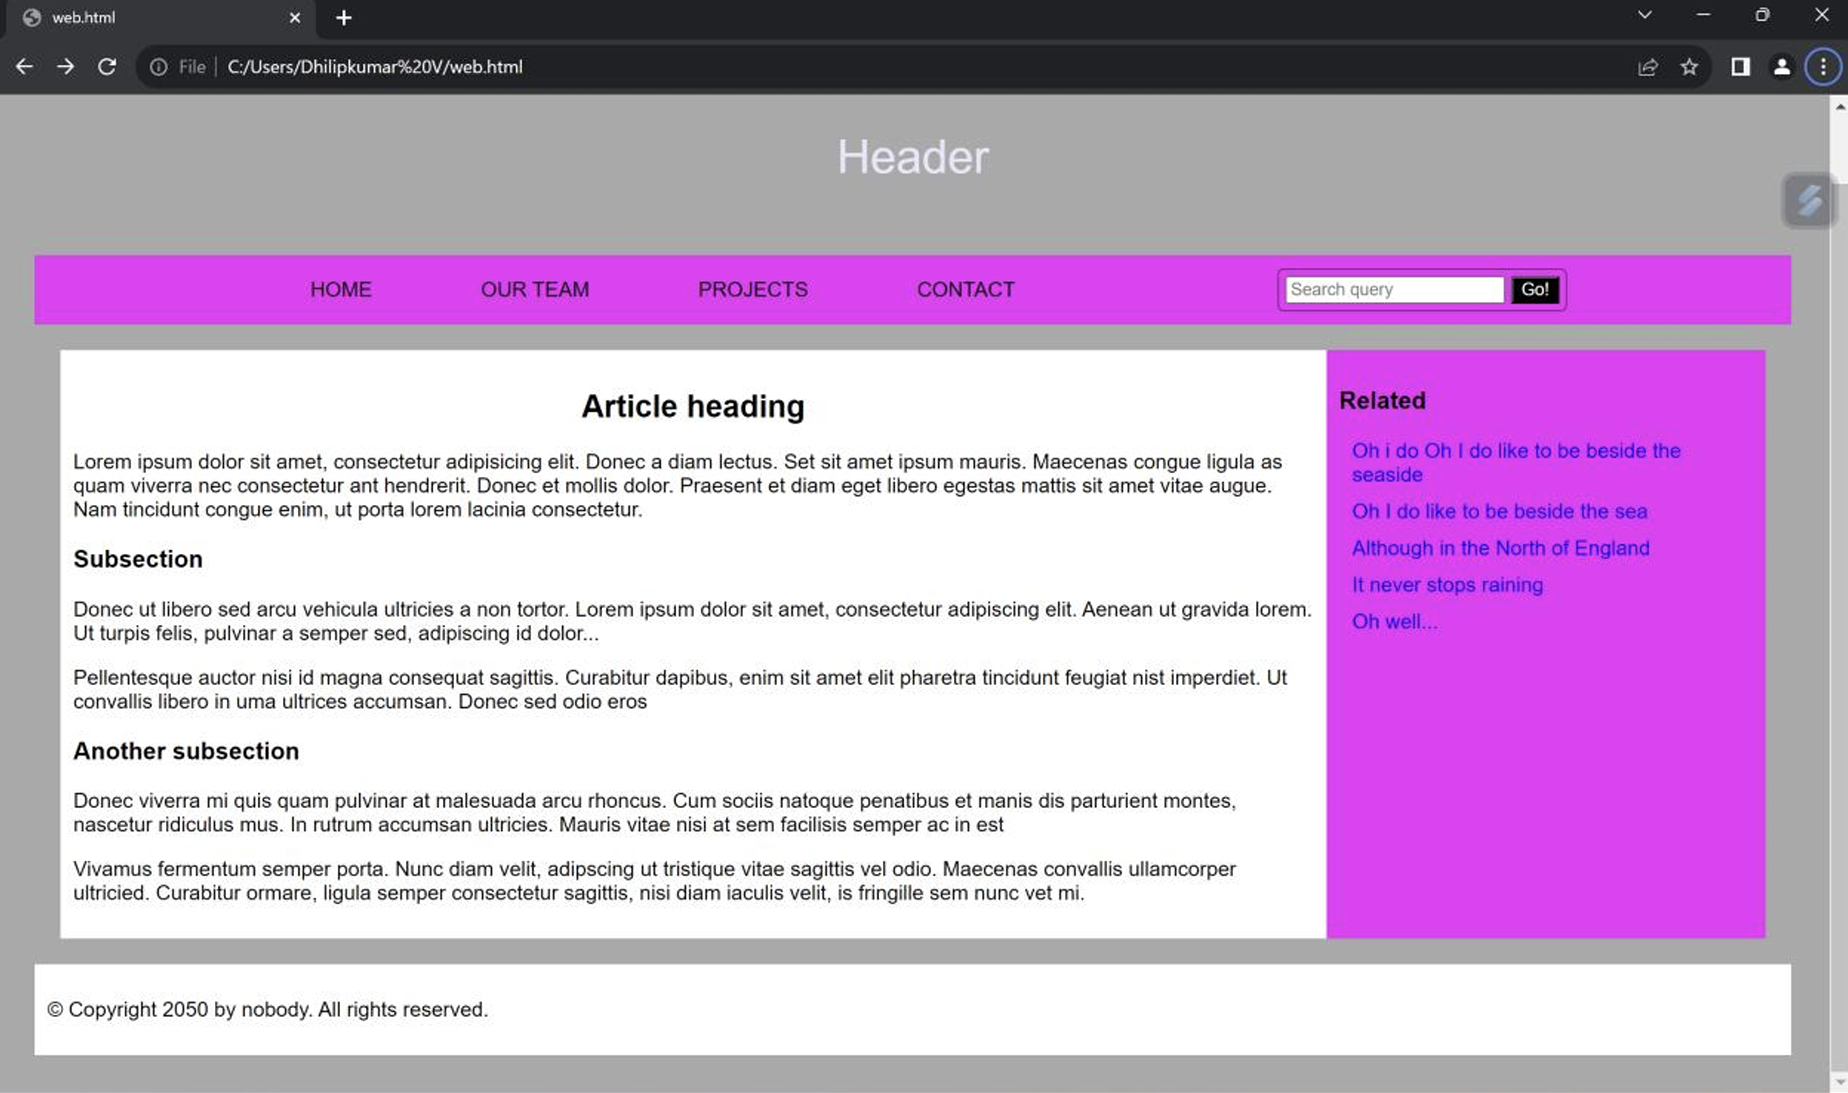 web.html
File
C:/Users/Dhilipkumar%20V/web.html
Header
HOME
OUR TEAM
PROJECTS
CONTACT
Search query
Go!
Article heading
Lorem ipsum dolor sit amet, consectetur adipisicing elit. Donec a diam lectus. Set sit amet ipsum mauris. Maecenas congue ligula as
quam viverra nec consectetur ant hendrerit. Donec et mollis dolor. Praesent et diam eget libero egestas mattis sit amet vitae augue.
Nam tincidunt congue enim, ut porta lorem lacinia consectetur.
Subsection
Donec ut libero sed arcu vehicula ultricies a non tortor. Lorem ipsum dolor sit amet, consectetur adipiscing elit. Aenean ut gravida lorem.
Ut turpis felis, pulvinar a semper sed, adipiscing id dolor...
Pellentesque auctor nisi id magna consequat sagittis. Curabitur dapibus, enim sit amet elit pharetra tincidunt feugiat nist imperdiet. Ut
convallis libero in uma ultrices accumsan. Donec sed odio eros
Another subsection
Donec viverra mi quis quam pulvinar at malesuada arcu rhoncus. Cum sociis natoque penatibus et manis dis parturient montes,
nascetur ridiculus mus. In rutrum accumsan ultricies. Mauris vitae nisi at sem facilisis semper ac in est
Vivamus fermentum semper porta. Nunc diam velit, adipscing ut tristique vitae sagittis vel odio. Maecenas convallis ullamcorper
ultricied. Curabitur ormare, ligula semper consectetur sagittis, nisi diam iaculis velit, is fringille sem nunc vet mi.
Related
Oh i do Oh I do like to be beside the
seaside
Oh I do like to be beside the sea
Although in the North of England
It never stops raining
Oh well...
© Copyright 2050 by nobody. All rights reserved.